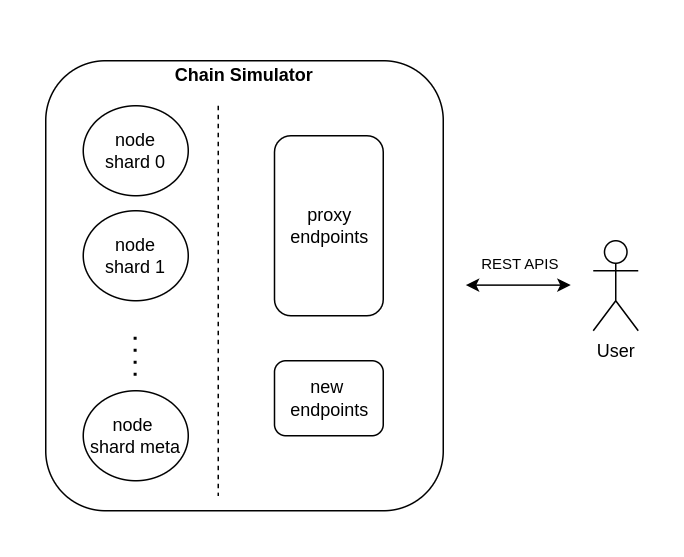 Chain Simulator
node
shard 0
node
shard 1
node
shard meta
proxy
endpoints
new
endpoints
REST APIS
User